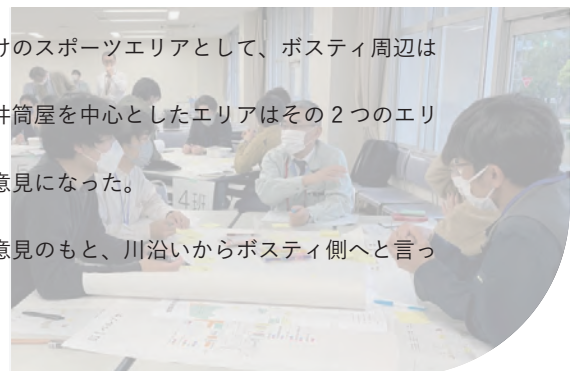 けのスポーツエリアとして、ボスティ周辺は
井筒屋を中心としたエリアはその２つのエリ
意見になった。
4班
意見のもと、川沿いからボスティ側へと言っ